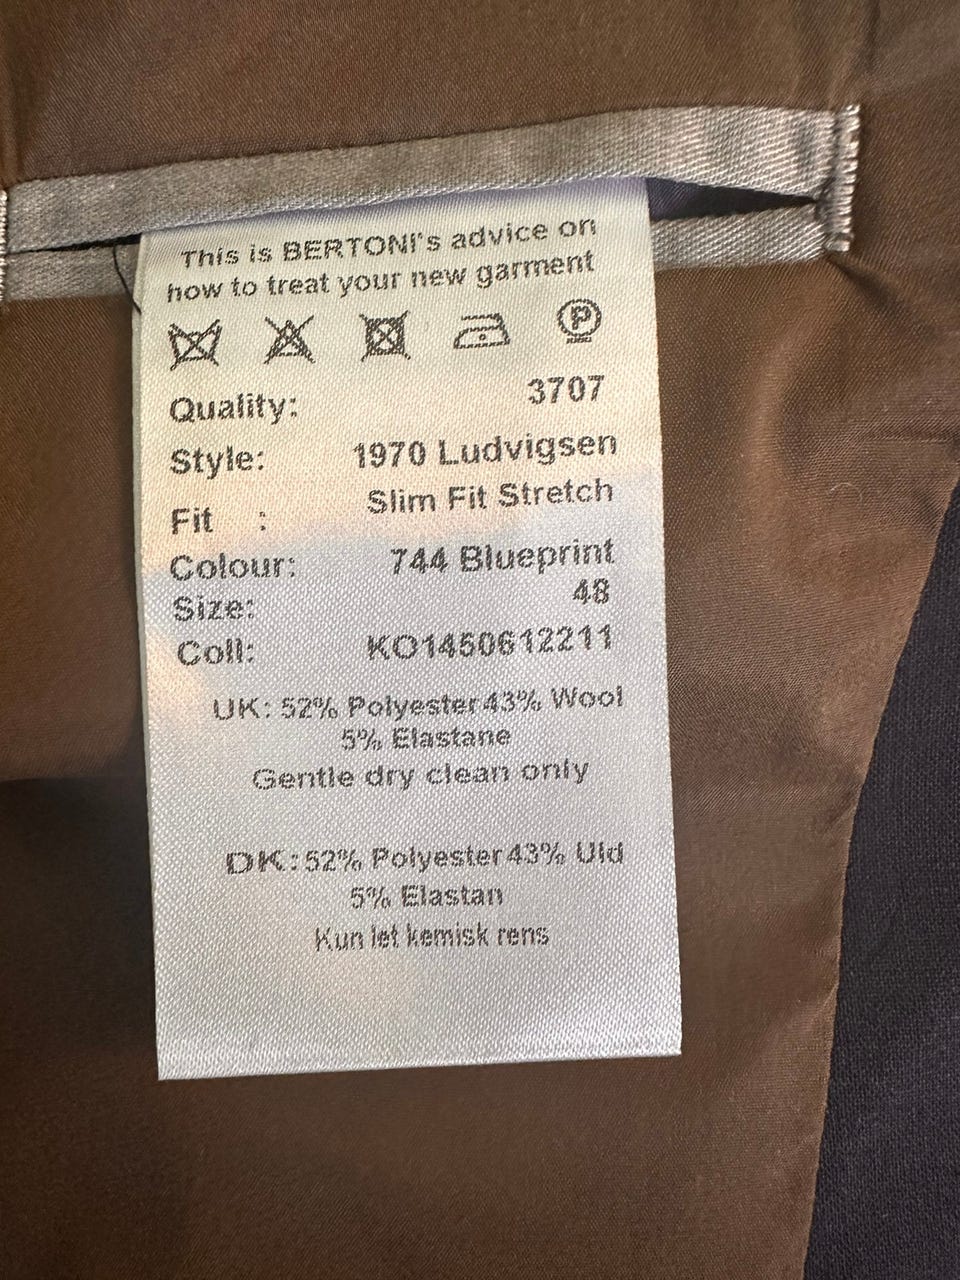 This is BERTONI's advice on
how to treat your new garment
P
Quality: 3707
Style: 1970 Ludvigsen
Fit : Slim Fit Stretch
Colour: 744 Blueprint
Size: 48
Coll: KO1450612211
UK: 52% Polyester 43% Wool
5% Elastane
Gentle dry clean only
DK: 52% Polyester 43% Uld
5% Elastan
Kun let kemisk rens